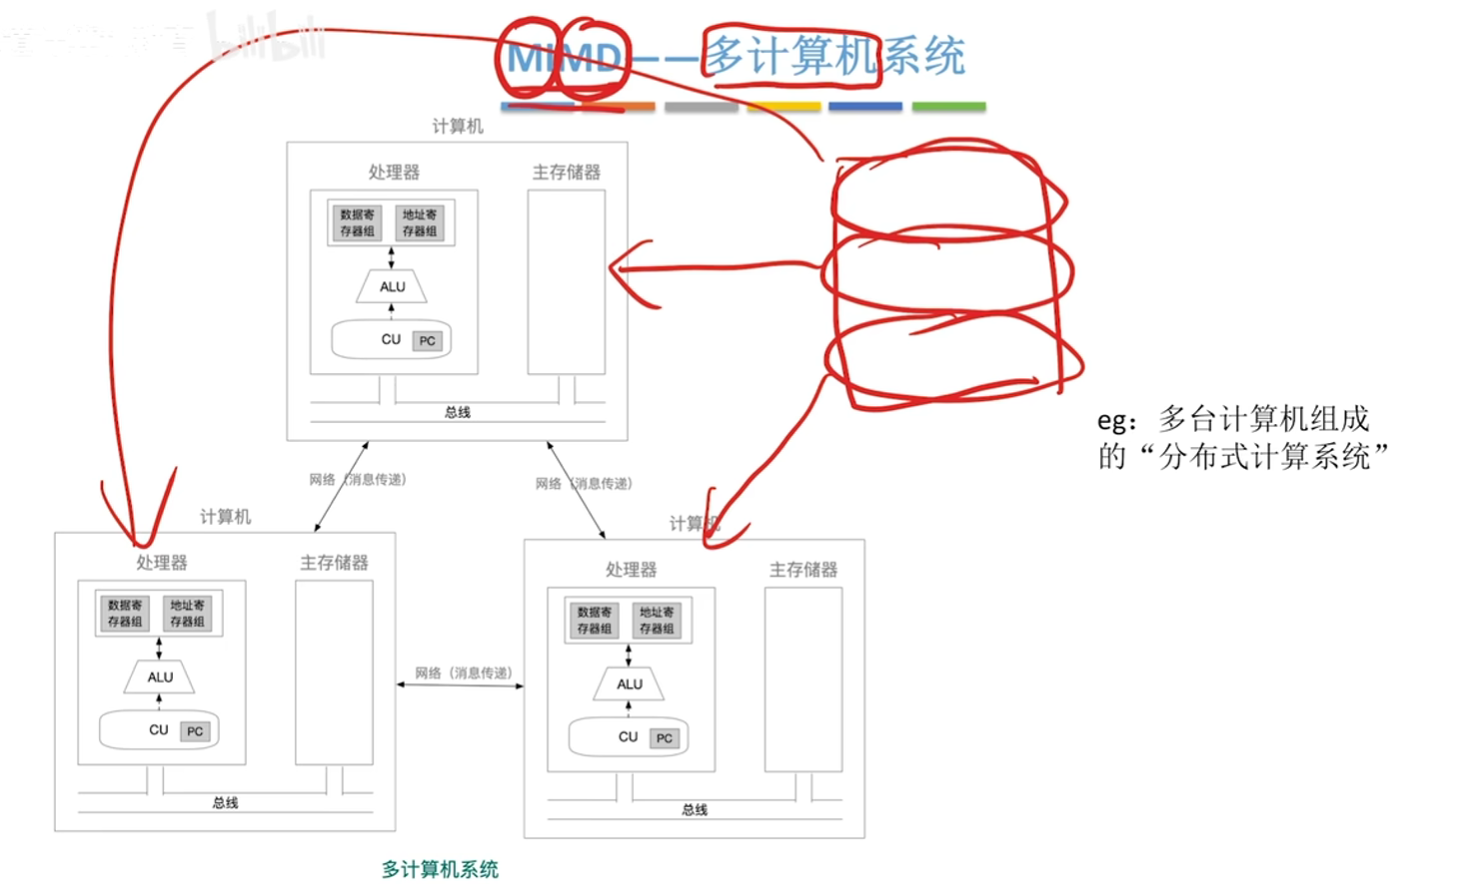 bilibili
MIMD——多计算机系统
计算机
处理器
主存储器
数据寄
存器组
地址寄
存器组
ALU
CU
PC
总线
eg：多台计算机组成
的“分布式计算系统”
网络（消息传递）
网络（消息传递）
计算机
处理器
主存储器
数据寄
存器组
地址寄
存器组
ALU
CU
PC
总线
网络（消息传递）
计算机
处理器
主存储器
数据寄
存器组
地址寄
存器组
ALU
CU
PC
总线
多计算机系统